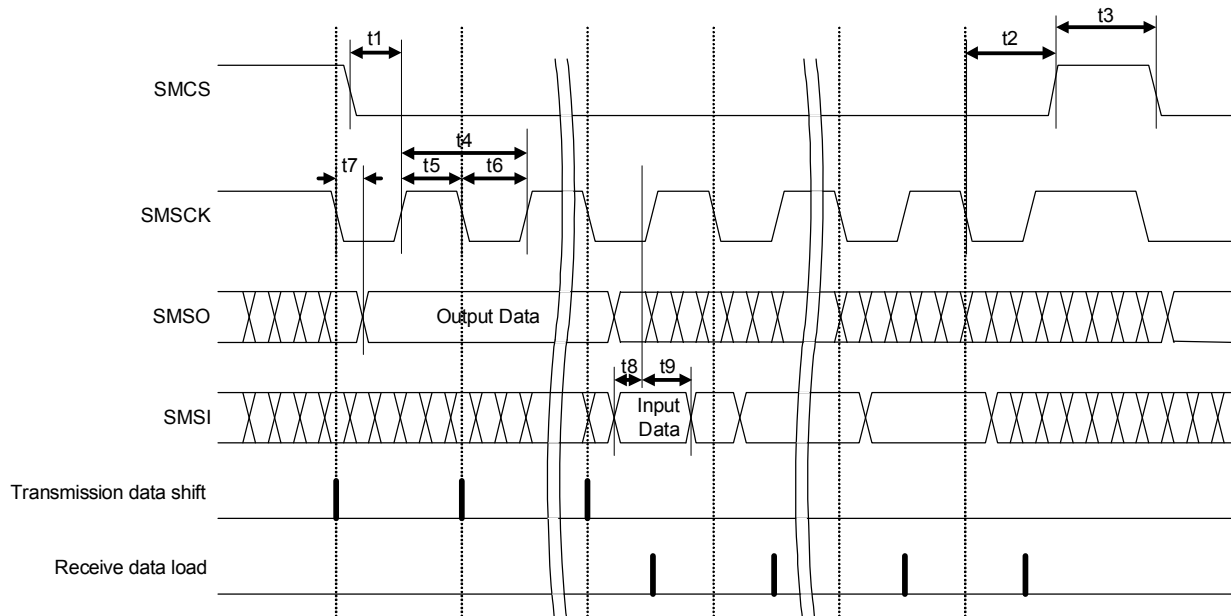 t1
t2
t3
SMCS
t4
t7
t5
t6
SMSCK
SMSO
Output Data
t8
t9
SMSI
Input
Data
Transmission data shift
Receive data load